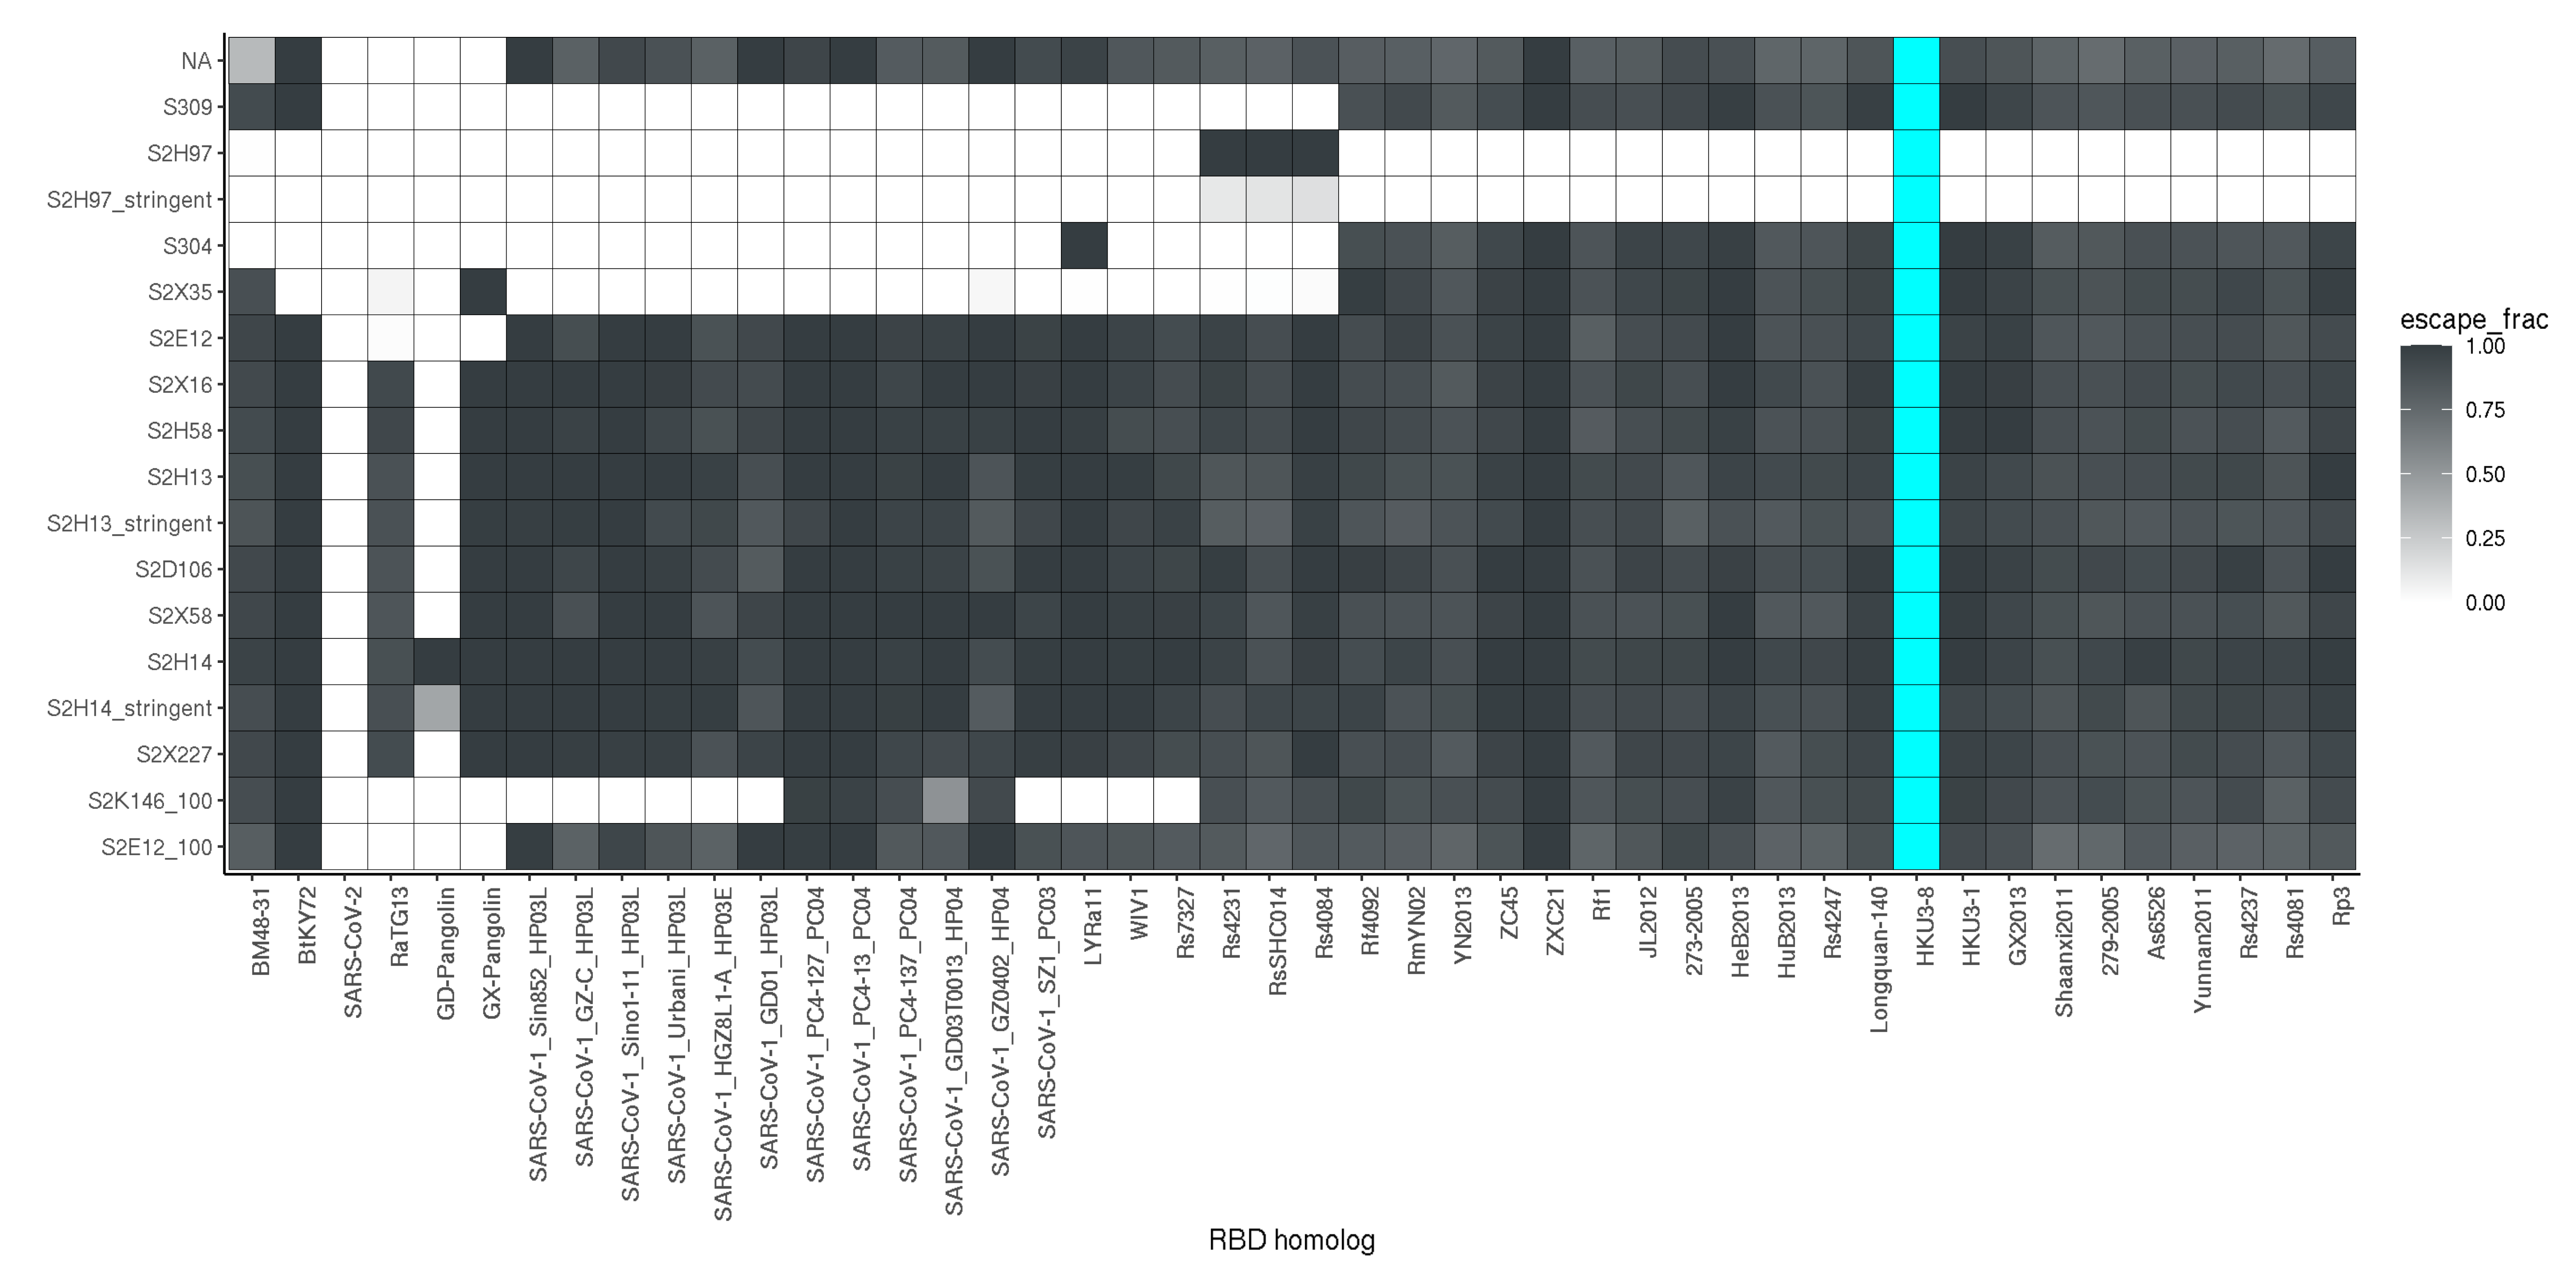 NA
S309
S2H97
S2H97_stringent
S304
S2X35
S2E12
S2X16
S2H58
S2H13
S2H13_stringent
S2D106
S2X58
S2H14
S2H14_stringent
S2X227
S2K146_100
S2E12_100
BM48-31
BtKY72
SARS-CoV-2
RaTG13
GD-Pangolin
GX-Pangolin
SARS-CoV-1_Sin852_HP03L
SARS-CoV-1_GZ-C_HP03L
SARS-CoV-1_Sino1-11_HP03L
SARS-CoV-1_Urbani_HP03L
SARS-CoV-1_HGZ8L1-A_HP03E
SARS-CoV-1_GD01_HP03L
SARS-CoV-1_PC4-127_PC04
SARS-CoV-1_PC4-13_PC04
SARS-CoV-1_PC4-137_PC04
SARS-CoV-1_GD03T0013_HP04
SARS-CoV-1_GZ0402_HP04
SARS-CoV-1_SZ1_PC03
LYRa11
WIV1
Rs7327
Rs4231
RsSHC014
Rs4084
Rf4092
RmYN02
YN2013
ZC45
ZXC21
Rf1
JL2012
273-2005
HeB2013
HuB2013
Rs4247
Longquan-140
HKU3-8
HKU3-1
GX2013
Shaanxi2011
279-2005
As6526
Yunnan2011
Rs4237
Rs4081
Rp3
RBD homolog
escape_frac
1.00
0.75
0.50
0.25
0.00